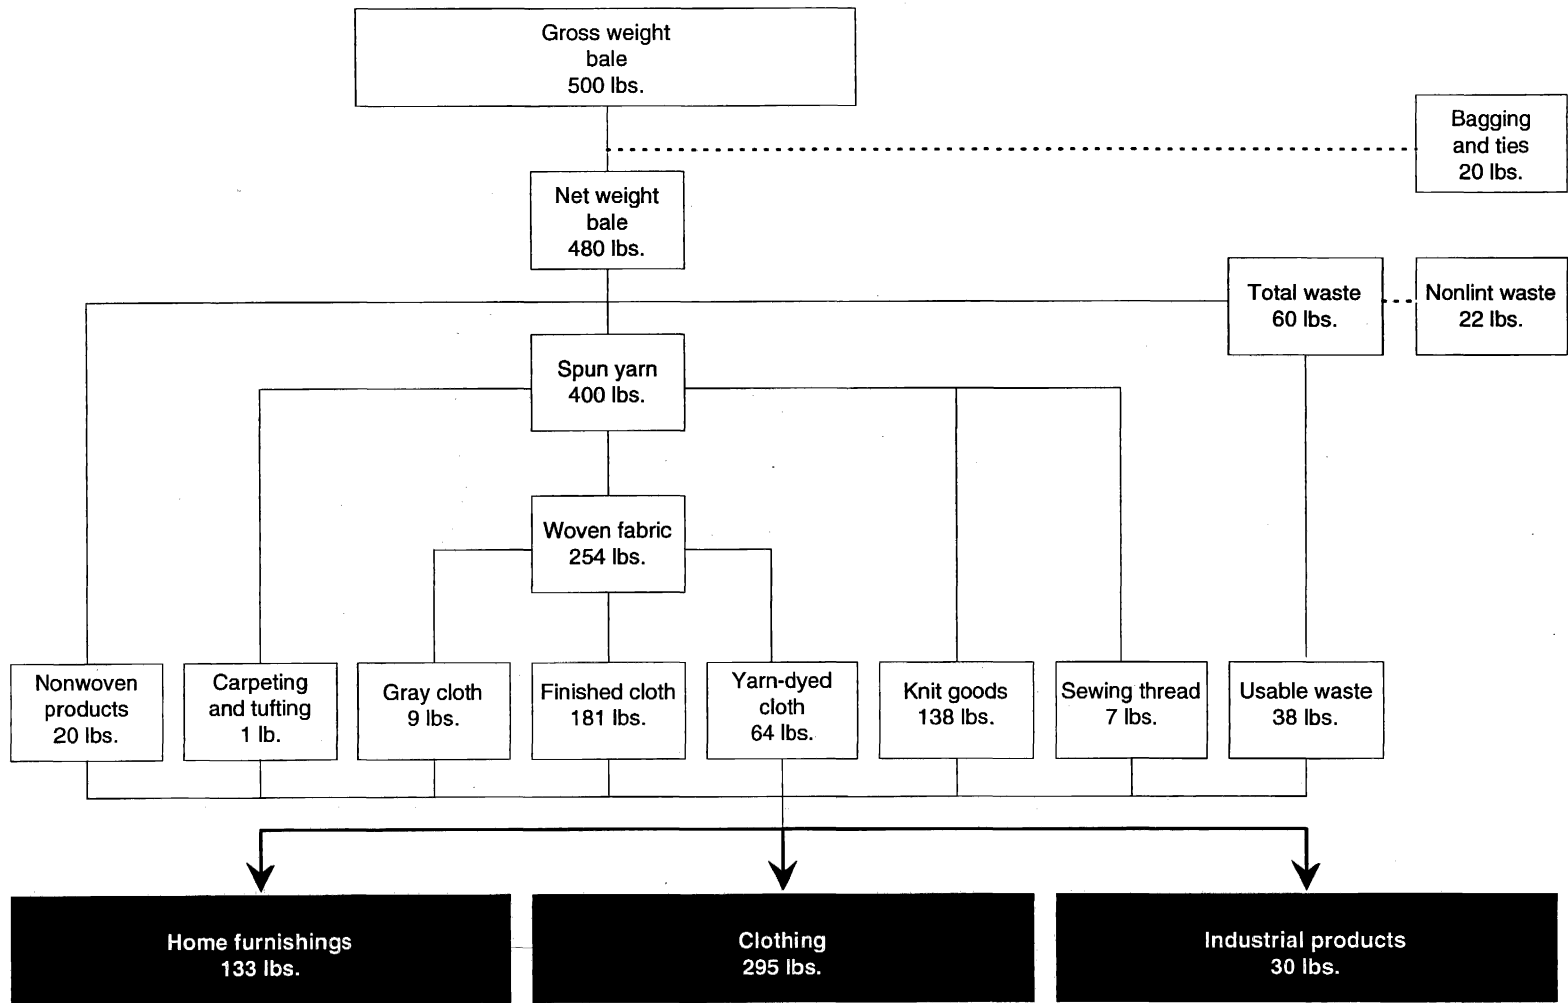 Gross weight
bale
500 lbs.
Bagging
and ties
20 lbs.
Net weight
bale
480 lbs.
Total waste
60 lbs.
Nonlint waste
22 lbs.
Spun yarn
400 lbs.
Woven fabric
254 lbs.
Nonwoven
products
20 lbs.
Carpeting
and tufting
1 lb.
Gray cloth
9 lbs.
Finished cloth
181 lbs.
Yarn-dyed
cloth
64 lbs.
Knit goods
138 lbs.
Sewing thread
7 lbs.
Usable waste
38 lbs.
Home furnishings
133 lbs.
Clothing
295 lbs.
Industrial products
30 lbs.